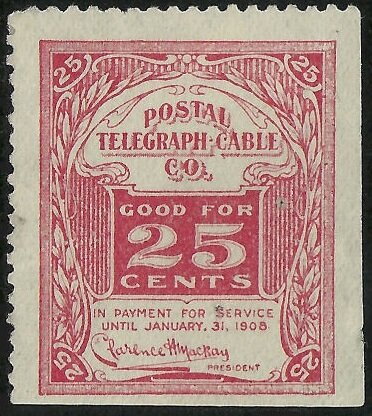 25 25
POSTAL
TELEGRAPH-CABLE
CO.
GOOD FOR
25
CENTS
IN PAYMENT FOR SERVICE
UNTIL JANUARY. 31, 1908
Clarence H Mackay
PRESIDENT
25 25